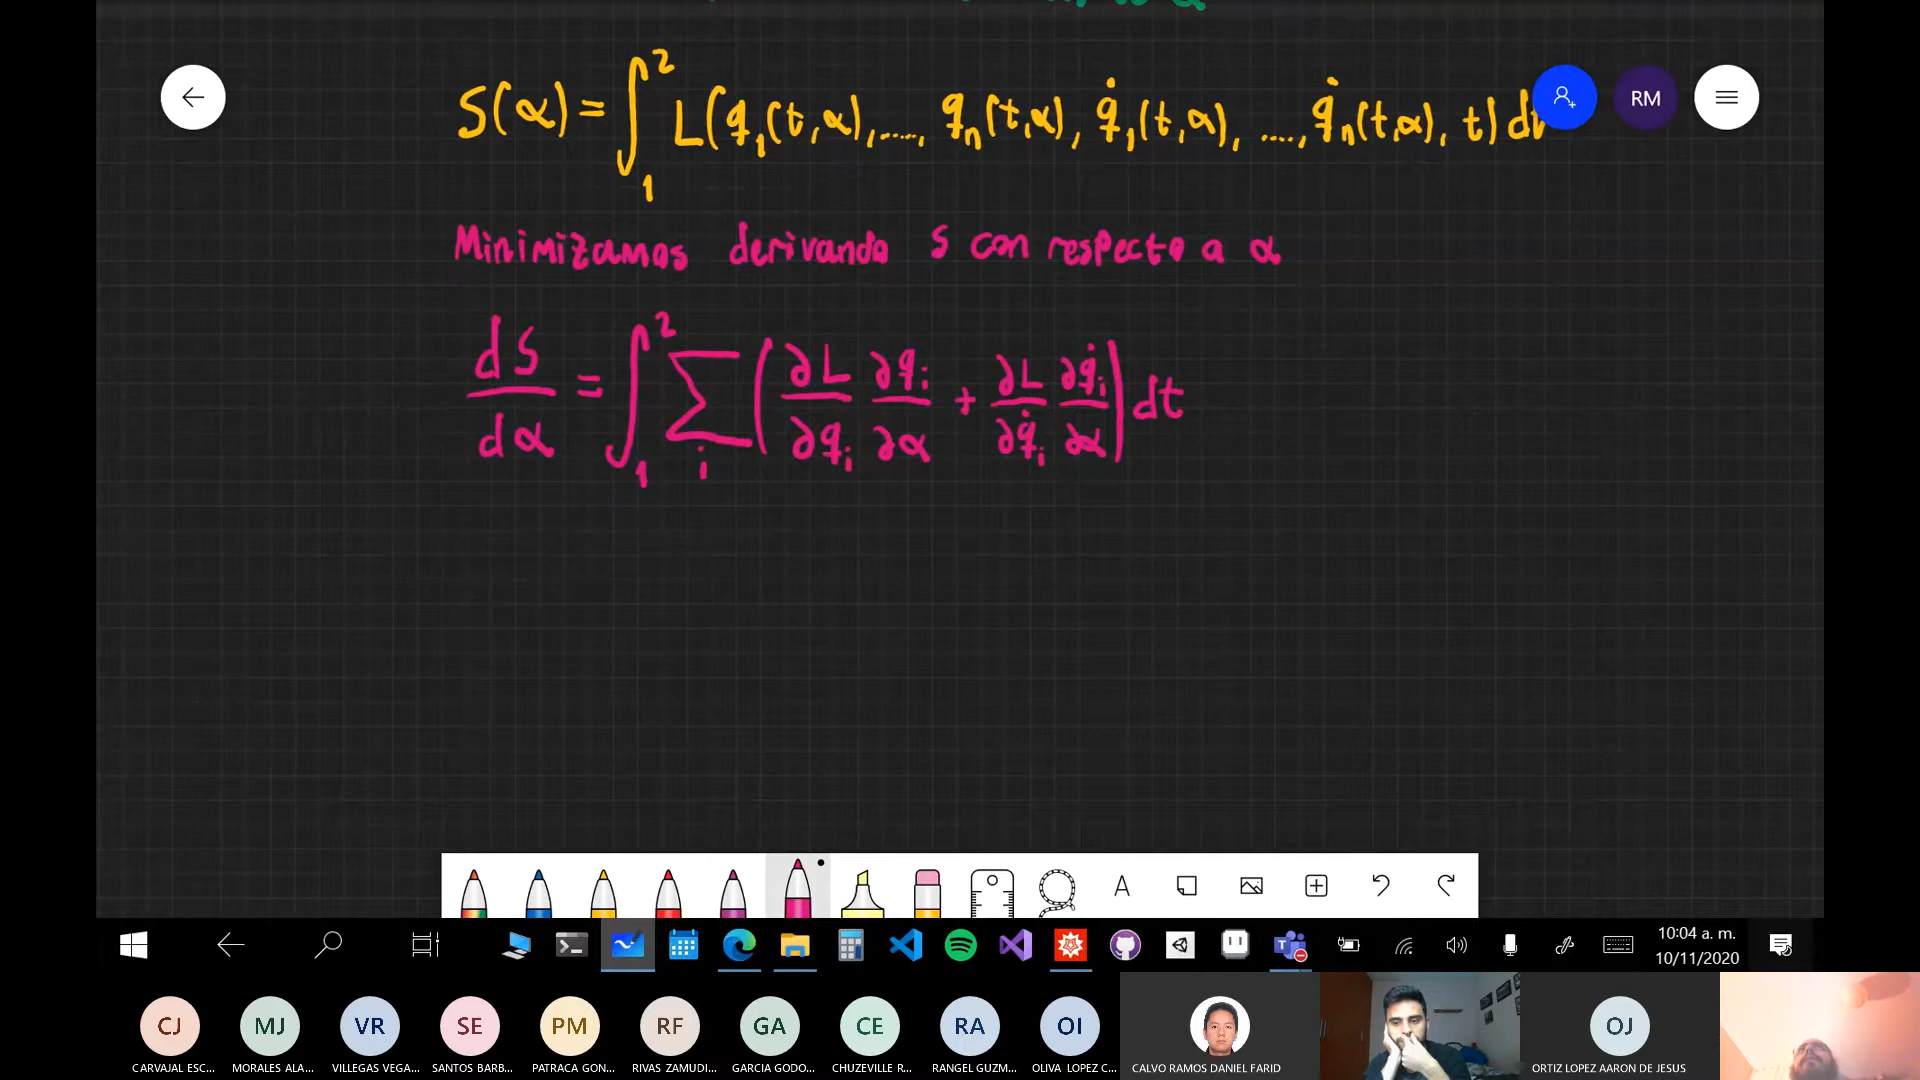 S(α) = ∫₁² L(q₁(t,α),....., qₙ(t,α), q̇₁(t,α), ...., q̇ₙ(t,α), t) dt
RM
Minimizamos derivando S con respecto a α
dS/dα = ∫₁² Σᵢ (∂L/∂qᵢ ∂qᵢ/∂α + ∂L/∂q̇ᵢ ∂q̇ᵢ/∂α) dt
A
10:04 a. m.
10/11/2020
CJ MJ VR SE PM RF GA CE RA OI OJ
CARVAJAL ESC... MORALES ALA... VILLEGAS VEGA... SANTOS BARB... PATRACA GON... RIVAS ZAMUDI... GARCIA GODO... CHUZEVILLE R... RANGEL GUZM... OLIVA LOPEZ C... CALVO RAMOS DANIEL FARID ORTIZ LOPEZ AARON DE JESUS